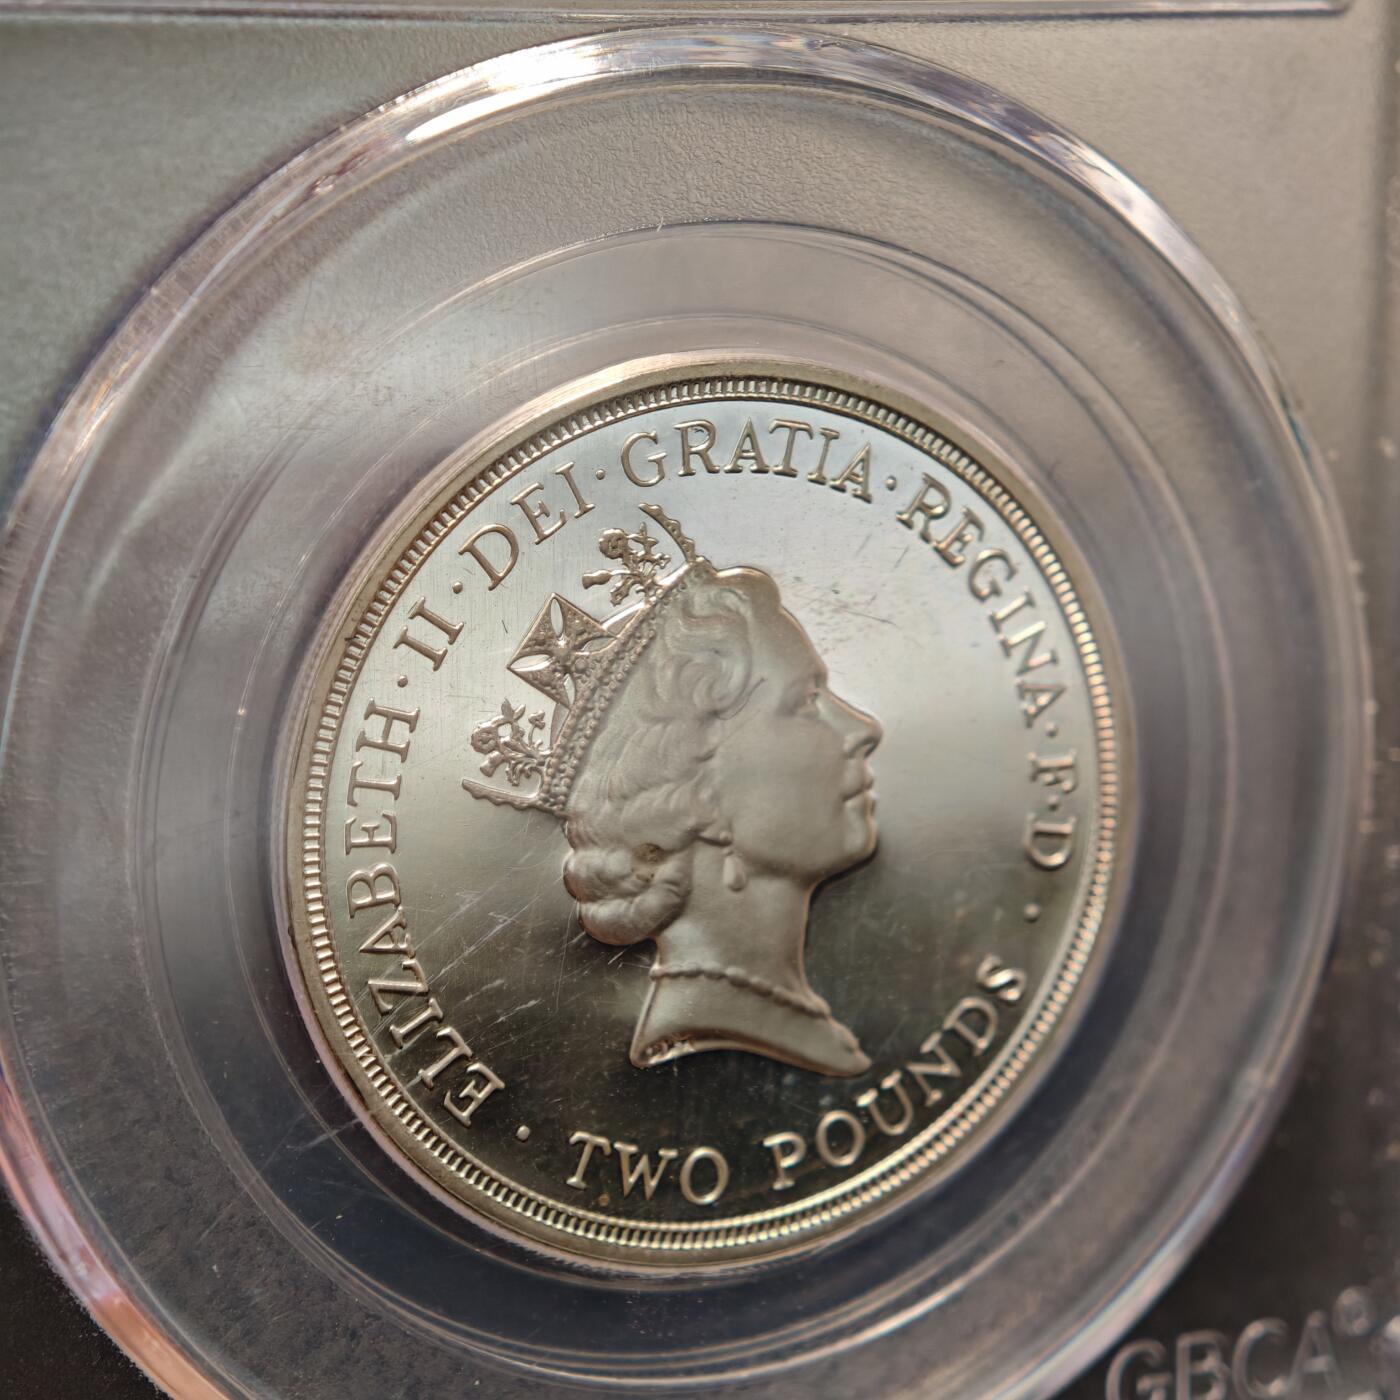 ELIZABETH · II · DEI · GRATIA · REGINA · F · D ·
TWO POUNDS ·
GBCA